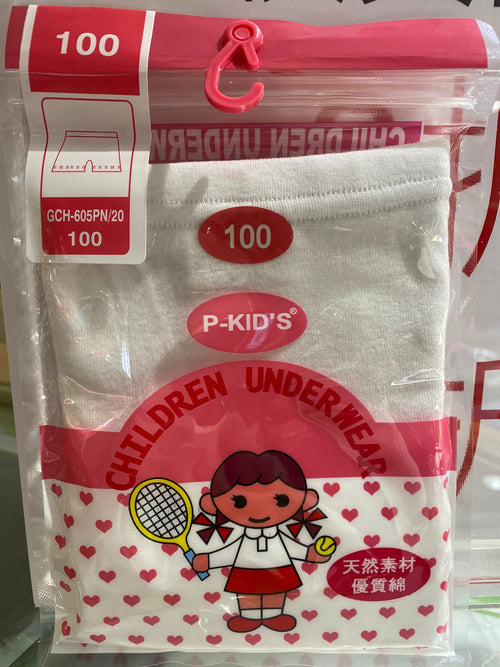 100
GCH-605PN/20
100
CHILDREN UNDERW
100
P-KID'S®
CHILDREN UNDERWEAR
天然素材
優質綿